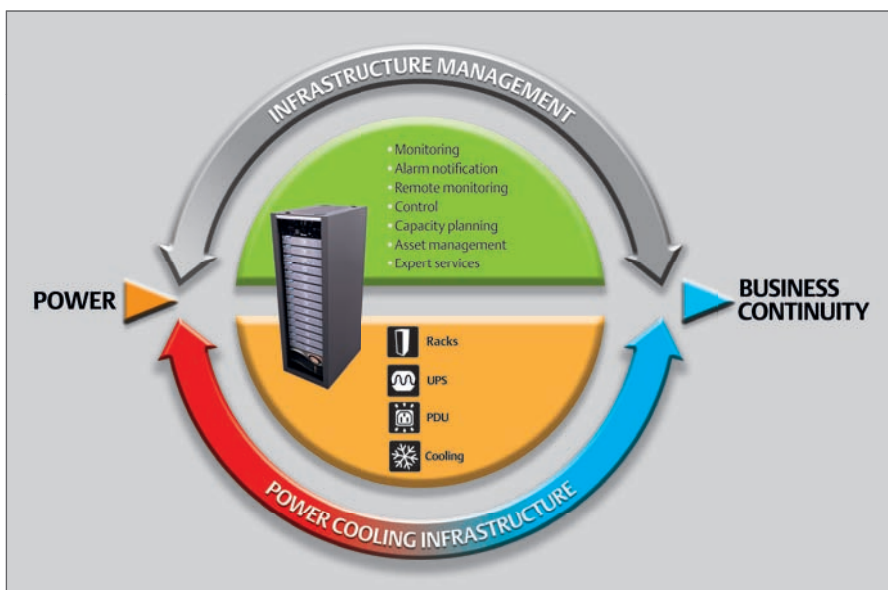 INFRASTRUCTURE MANAGEMENT
• Monitoring
• Alarm notification
• Remote monitoring
• Control
• Capacity planning
• Asset management
• Expert services
POWER
BUSINESS
CONTINUITY
Racks
UPS
PDU
Cooling
POWER COOLING INFRASTRUCTURE